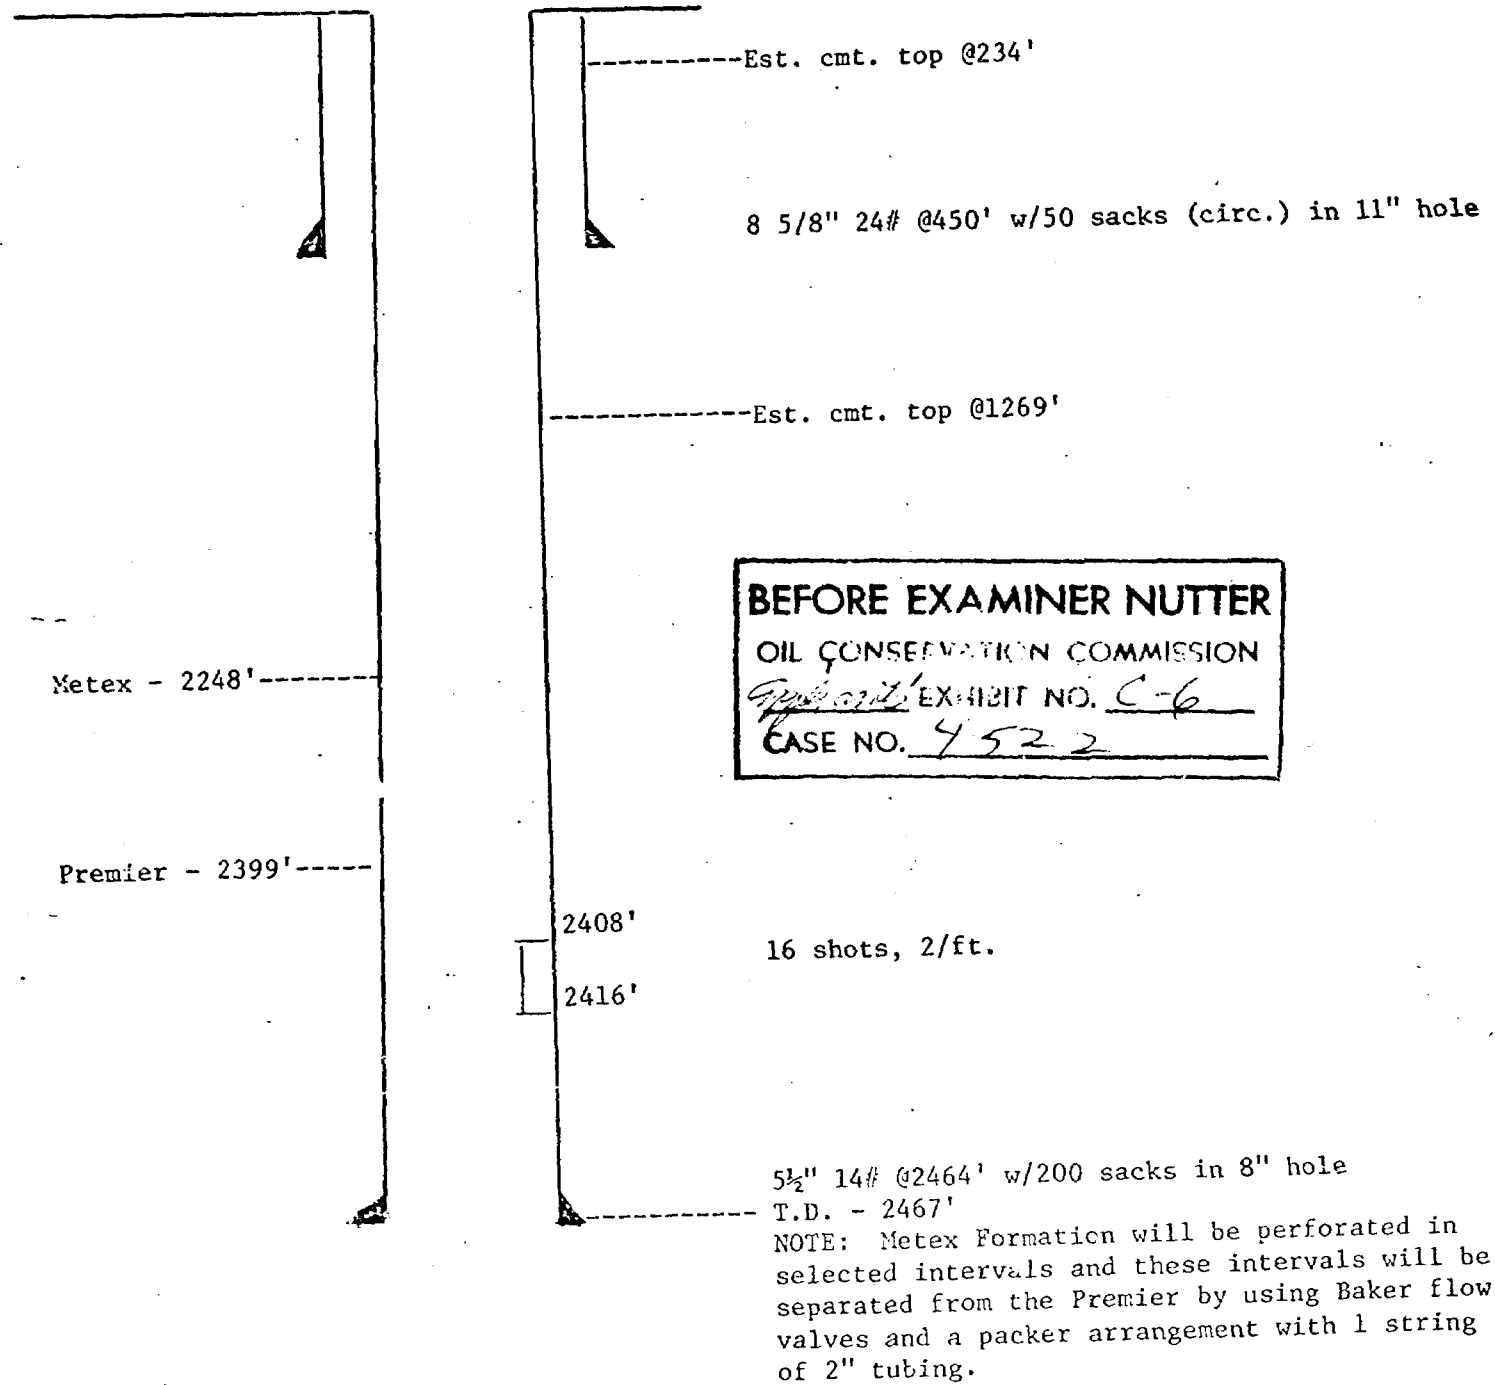 ----------Est. cmt. top @234'
8 5/8" 24# @450' w/50 sacks (circ.) in 11" hole
-------------Est. cmt. top @1269'
BEFORE EXAMINER NUTTER
OIL CONSERVATION COMMISSION
EXHIBIT NO. C-6
CASE NO. 4522
Metex - 2248'--------
Premier - 2399'-----
2408'
16 shots, 2/ft.
2416'
5½" 14# @2464' w/200 sacks in 8" hole
----------- T.D. - 2467'
NOTE: Metex Formation will be perforated in
selected intervals and these intervals will be
separated from the Premier by using Baker flow
valves and a packer arrangement with 1 string
of 2" tubing.